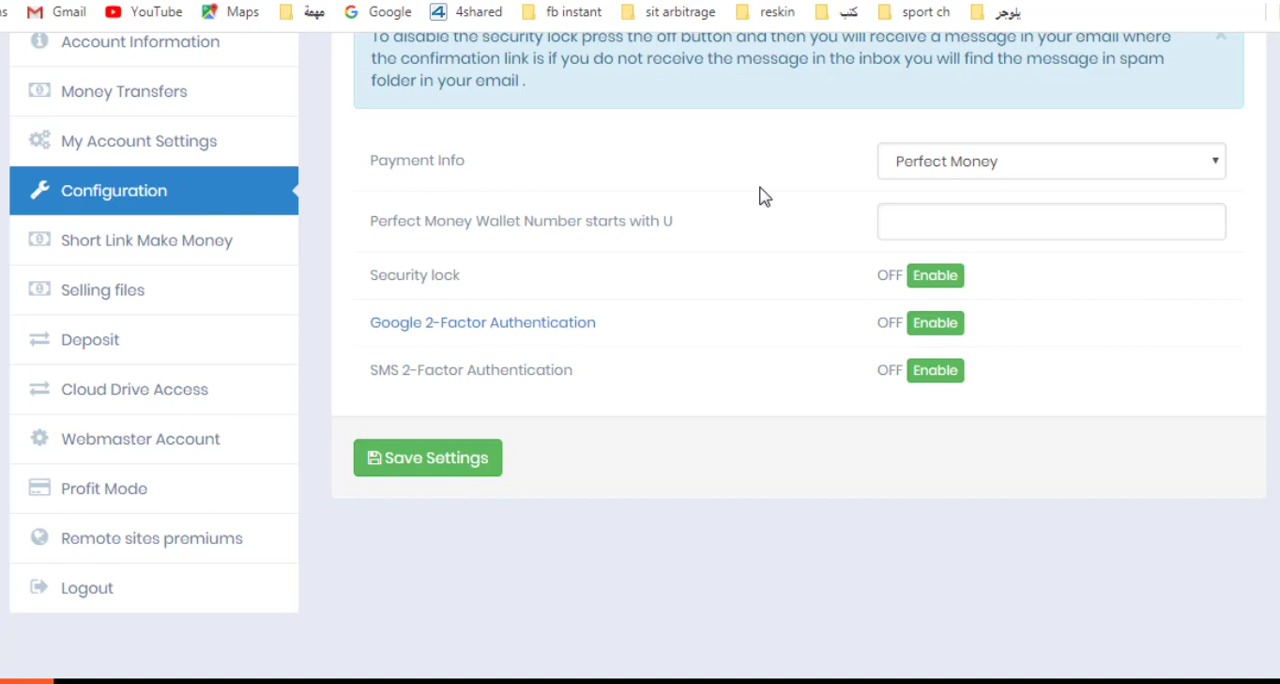 Gmail YouTube Maps مهمة Google 4shared fb instant sit arbitrage reskin كتب sport ch يلوجر
Account Information
Money Transfers
My Account Settings
Configuration
Short Link Make Money
Selling files
Deposit
Cloud Drive Access
Webmaster Account
Profit Mode
Remote sites premiums
Logout
To disable the security lock press the off button and then you will receive a message in your email where
the confirmation link is if you do not receive the message in the inbox you will find the message in spam
folder in your email .
Payment Info Perfect Money
Perfect Money Wallet Number starts with U
Security lock OFF Enable
Google 2-Factor Authentication OFF Enable
SMS 2-Factor Authentication OFF Enable
Save Settings